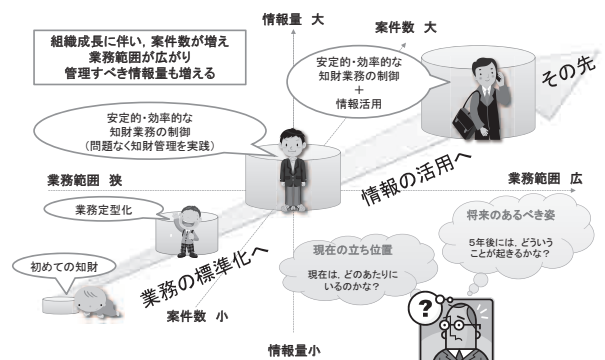 情報量 大
案件数 大
組織成長に伴い，案件数が増え
業務範囲が広がり
管理すべき情報量も増える
安定的・効率的な
知財業務の制御
＋
情報活用
その先
安定的・効率的な
知財業務の制御
(問題なく知財管理を実践)
業務範囲 狭
情報の活用へ
業務範囲 広
業務定型化
将来のあるべき姿
５年後には，どういう
ことが起きるかな？
現在の立ち位置
現在は，どのあたりに
いるのかな？
初めての知財
業務の標準化へ
案件数 小
?
情報量小